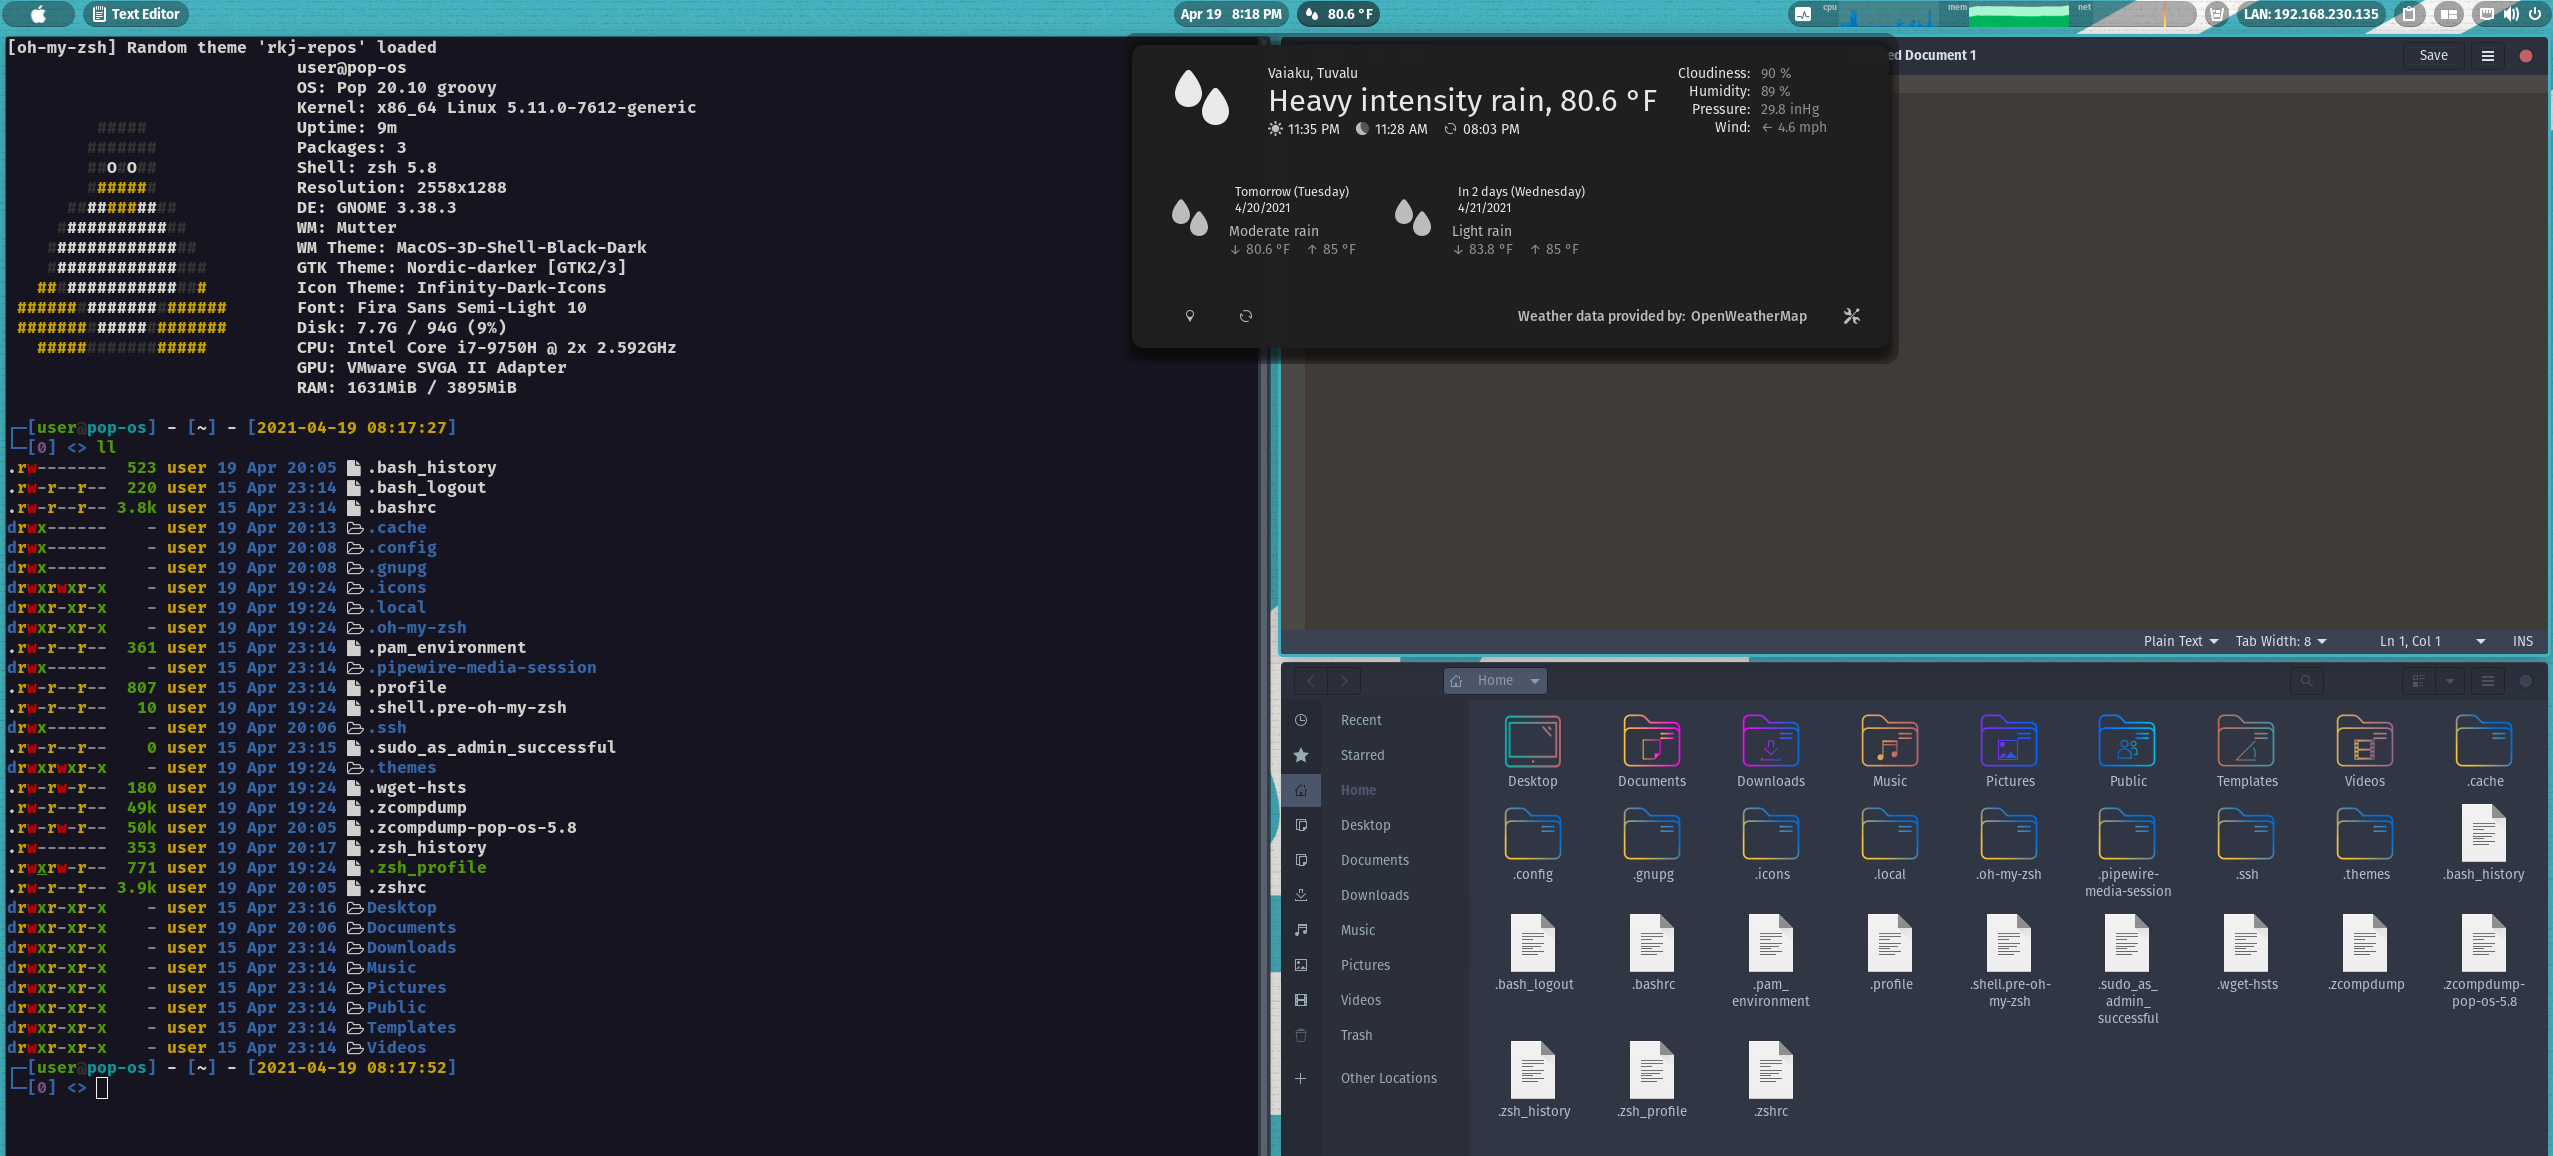 Text Editor
Apr 19 8:18 PM
80.6 °F
cpu
mem
net
LAN: 192.168.230.135
[oh-my-zsh] Random theme 'rkj-repos' loaded
user@pop-os
OS: Pop 20.10 groovy
Kernel: x86_64 Linux 5.11.0-7612-generic
##### Uptime: 9m
####### Packages: 3
##O#O## Shell: zsh 5.8
####### Resolution: 2558x1288
########### DE: GNOME 3.38.3
############# WM: Mutter
############### WM Theme: MacOS-3D-Shell-Black-Dark
################ GTK Theme: Nordic-darker [GTK2/3]
################# Icon Theme: Infinity-Dark-Icons
##################### Font: Fira Sans Semi-Light 10
##################### Disk: 7.7G / 94G (9%)
################# CPU: Intel Core i7-9750H @ 2x 2.592GHz
GPU: VMware SVGA II Adapter
RAM: 1631MiB / 3895MiB
┌─[user@pop-os] - [~] - [2021-04-19 08:17:27]
└─[0] <> ll
.rw------- 523 user 19 Apr 20:05 .bash_history
.rw-r--r-- 220 user 15 Apr 23:14 .bash_logout
.rw-r--r-- 3.8k user 15 Apr 23:14 .bashrc
drwx------ - user 19 Apr 20:13 .cache
drwx------ - user 19 Apr 20:08 .config
drwx------ - user 19 Apr 20:08 .gnupg
drwxrwxr-x - user 19 Apr 19:24 .icons
drwxr-xr-x - user 19 Apr 19:24 .local
drwxr-xr-x - user 19 Apr 19:24 .oh-my-zsh
.rw-r--r-- 361 user 15 Apr 23:14 .pam_environment
drwx------ - user 15 Apr 23:14 .pipewire-media-session
.rw-r--r-- 807 user 15 Apr 23:14 .profile
.rw-r--r-- 10 user 19 Apr 19:24 .shell.pre-oh-my-zsh
drwx------ - user 19 Apr 20:06 .ssh
.rw-r--r-- 0 user 15 Apr 23:15 .sudo_as_admin_successful
drwxrwxr-x - user 19 Apr 19:24 .themes
.rw-rw-r-- 180 user 19 Apr 19:24 .wget-hsts
.rw-r--r-- 49k user 19 Apr 19:24 .zcompdump
.rw-rw-r-- 50k user 19 Apr 20:05 .zcompdump-pop-os-5.8
.rw------- 353 user 19 Apr 20:17 .zsh_history
.rwxrw-r-- 771 user 19 Apr 19:24 .zsh_profile
.rw-r--r-- 3.9k user 19 Apr 20:05 .zshrc
drwxr-xr-x - user 15 Apr 23:16 Desktop
drwxr-xr-x - user 19 Apr 20:06 Documents
drwxr-xr-x - user 15 Apr 23:14 Downloads
drwxr-xr-x - user 15 Apr 23:14 Music
drwxr-xr-x - user 15 Apr 23:14 Pictures
drwxr-xr-x - user 15 Apr 23:14 Public
drwxr-xr-x - user 15 Apr 23:14 Templates
drwxr-xr-x - user 15 Apr 23:14 Videos
┌─[user@pop-os] - [~] - [2021-04-19 08:17:52]
└─[0] <>
Vaiaku, Tuvalu
Heavy intensity rain, 80.6 °F
11:35 PM 11:28 AM 08:03 PM
Cloudiness: 90 %
Humidity: 89 %
Pressure: 29.8 inHg
Wind: ← 4.6 mph
Tomorrow (Tuesday)
4/20/2021
Moderate rain
↓ 80.6 °F ↑ 85 °F
In 2 days (Wednesday)
4/21/2021
Light rain
↓ 83.8 °F ↑ 85 °F
Weather data provided by: OpenWeatherMap
ed Document 1
Save
Plain Text Tab Width: 8 Ln 1, Col 1 INS
Home
Recent
Starred
Home
Desktop
Documents
Downloads
Music
Pictures
Videos
Trash
Other Locations
Desktop Documents Downloads Music Pictures Public Templates Videos .cache
.config .gnupg .icons .local .oh-my-zsh .pipewire-media-session .ssh .themes .bash_history
.bash_logout .bashrc .pam_environment .profile .shell.pre-oh-my-zsh .sudo_as_admin_successful .wget-hsts .zcompdump .zcompdump-pop-os-5.8
.zsh_history .zsh_profile .zshrc